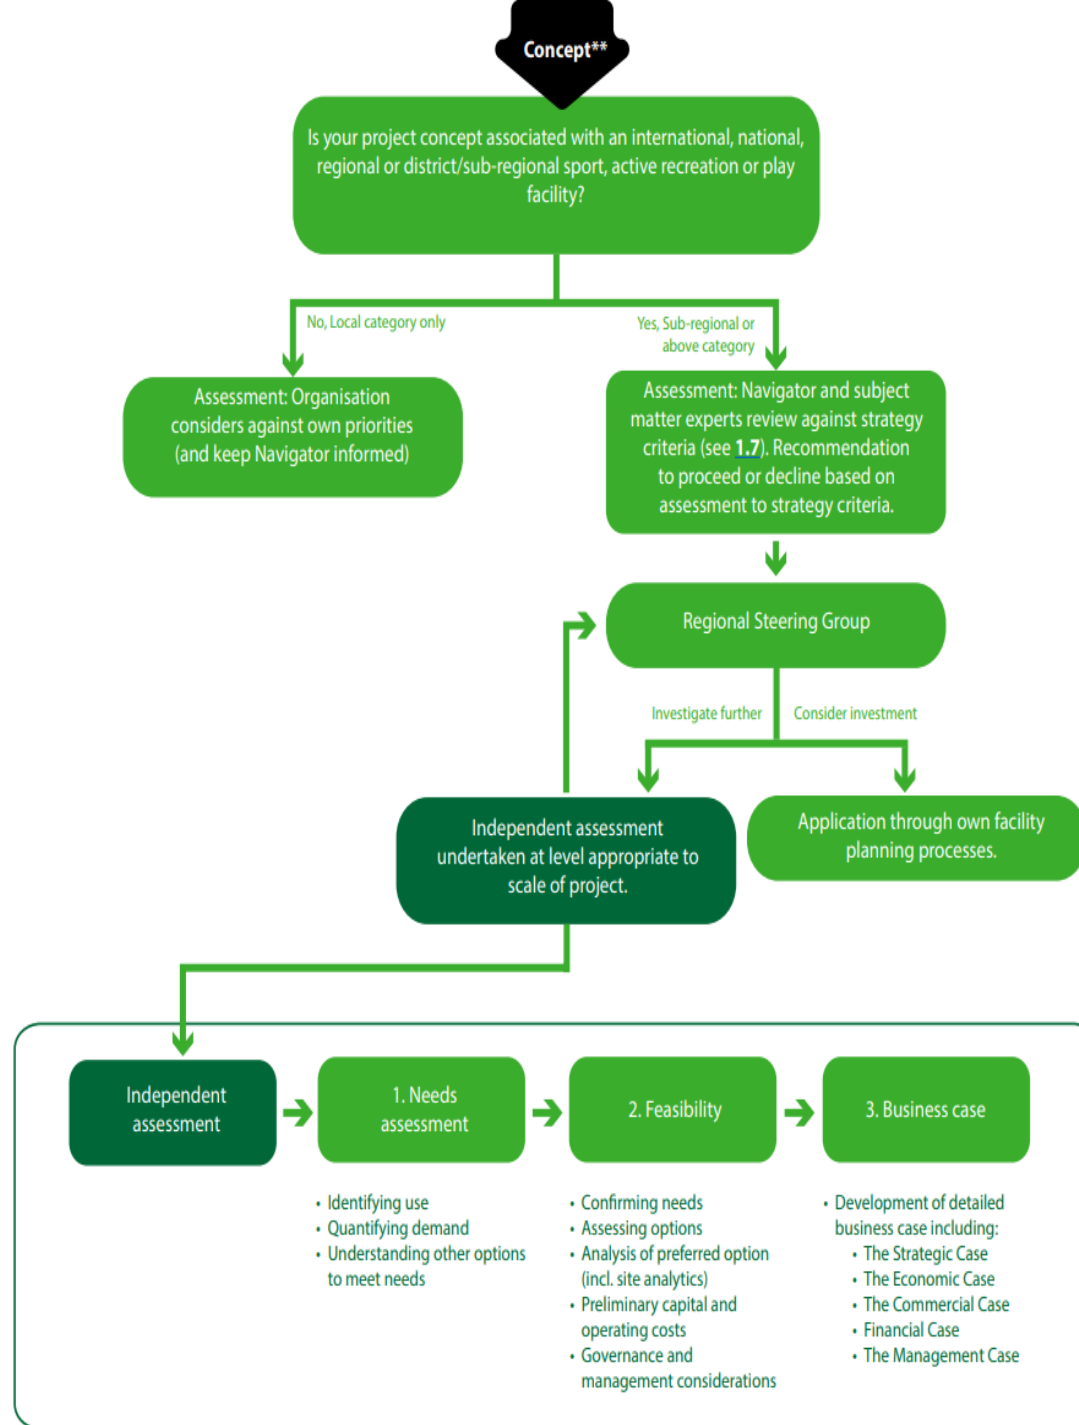 Concept**
Is your project concept associated with an international, national,
regional or district/sub-regional sport, active recreation or play
facility?
No, Local category only
Yes, Sub-regional or
above category
Assessment: Organisation
considers against own priorities
(and keep Navigator informed)
Assessment: Navigator and subject
matter experts review against strategy
criteria (see 1.7). Recommendation
to proceed or decline based on
assessment to strategy criteria.
Regional Steering Group
Investigate further
Consider investment
Independent assessment
undertaken at level appropriate to
scale of project.
Application through own facility
planning processes.
Independent
assessment
1. Needs
assessment
2. Feasibility
3. Business case
• Identifying use
• Quantifying demand
• Understanding other options
to meet needs
• Confirming needs
• Assessing options
• Analysis of preferred option
(incl. site analytics)
• Preliminary capital and
operating costs
• Governance and
management considerations
• Development of detailed
business case including:
• The Strategic Case
• The Economic Case
• The Commercial Case
• Financial Case
• The Management Case